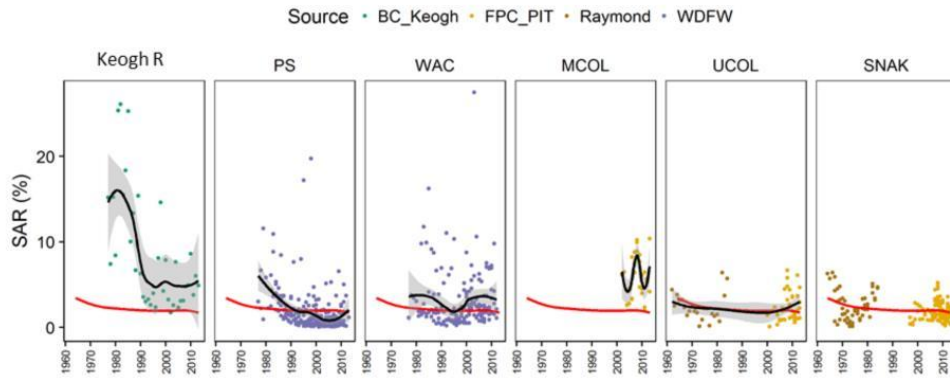 Source BC_Keogh FPC_PIT Raymond WDFW
Keogh R PS WAC MCOL UCOL SNAK
SAR (%)
20
10
0
1960 1970 1980 1990 2000 2010 1960 1970 1980 1990 2000 2010 1960 1970 1980 1990 2000 2010 1960 1970 1980 1990 2000 2010 1960 1970 1980 1990 2000 2010 1960 1970 1980 1990 2000 2010